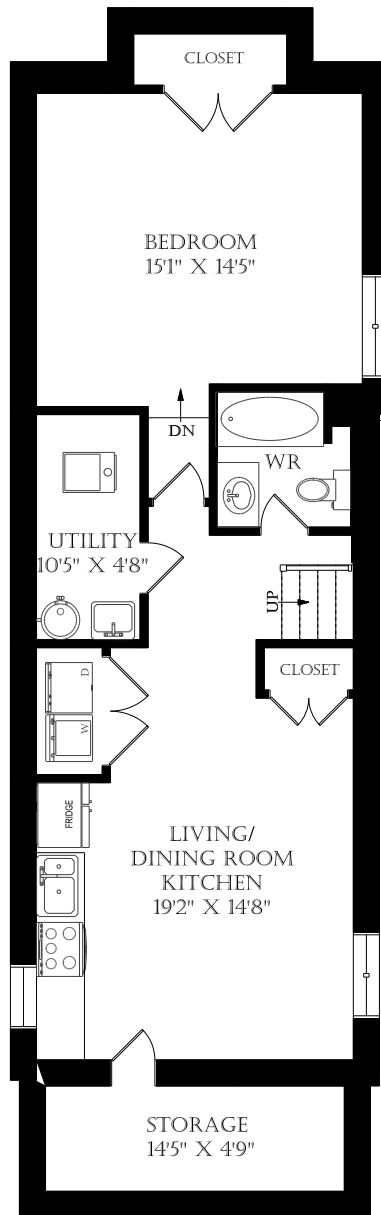 CLOSET
BEDROOM
15'1" X 14'5"
DN
WR
UTILITY
10'5" X 4'8"
UP
CLOSET
D
W
FRIDGE
LIVING/
DINING ROOM
KITCHEN
19'2" X 14'8"
STORAGE
14'5" X 4'9"